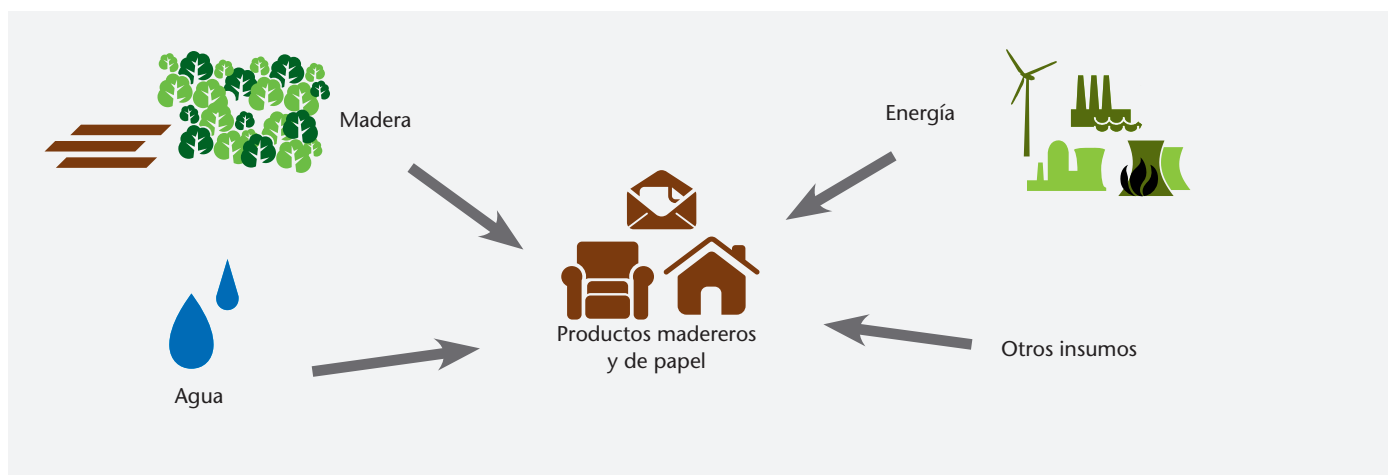 Madera
Energía
Productos madereros
y de papel
Otros insumos
Agua